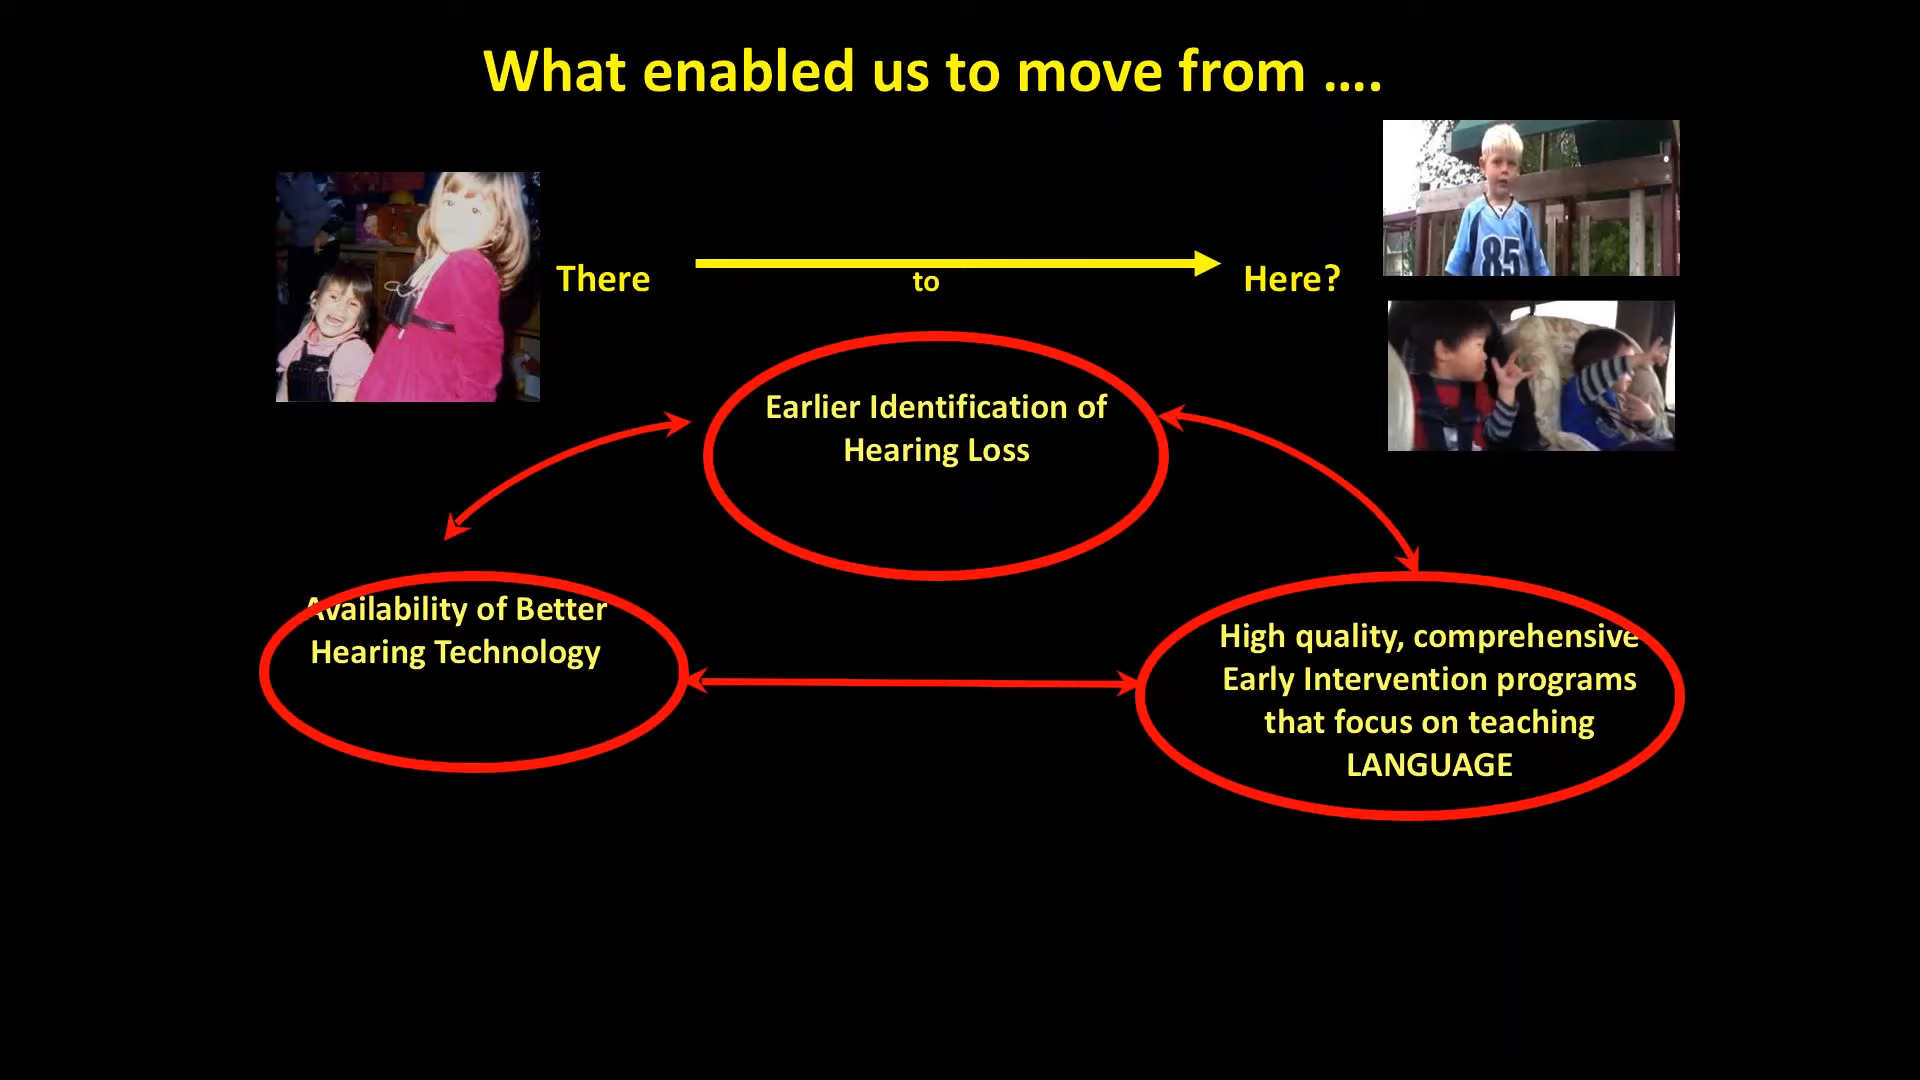 What enabled us to move from ....
There
to
Here?
85
Earlier Identification of
Hearing Loss
Availability of Better
Hearing Technology
High quality, comprehensive
Early Intervention programs
that focus on teaching
LANGUAGE